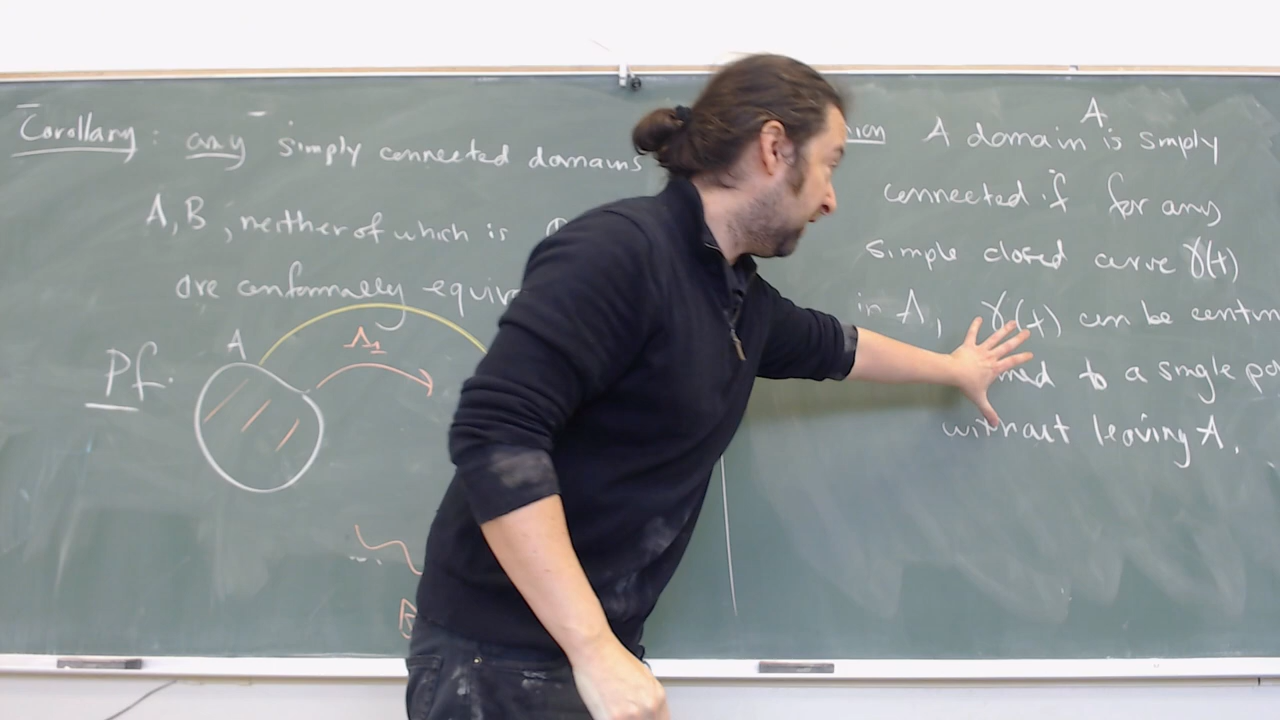 Corollary: any simply connected domains
A, B, neither of which is
are conformally equiv
Pf.
A
Λ₁
A domain A is simply
connected if for any
simple closed curve γ(t)
in A, γ(t) can be contin
to a single po
without leaving A.